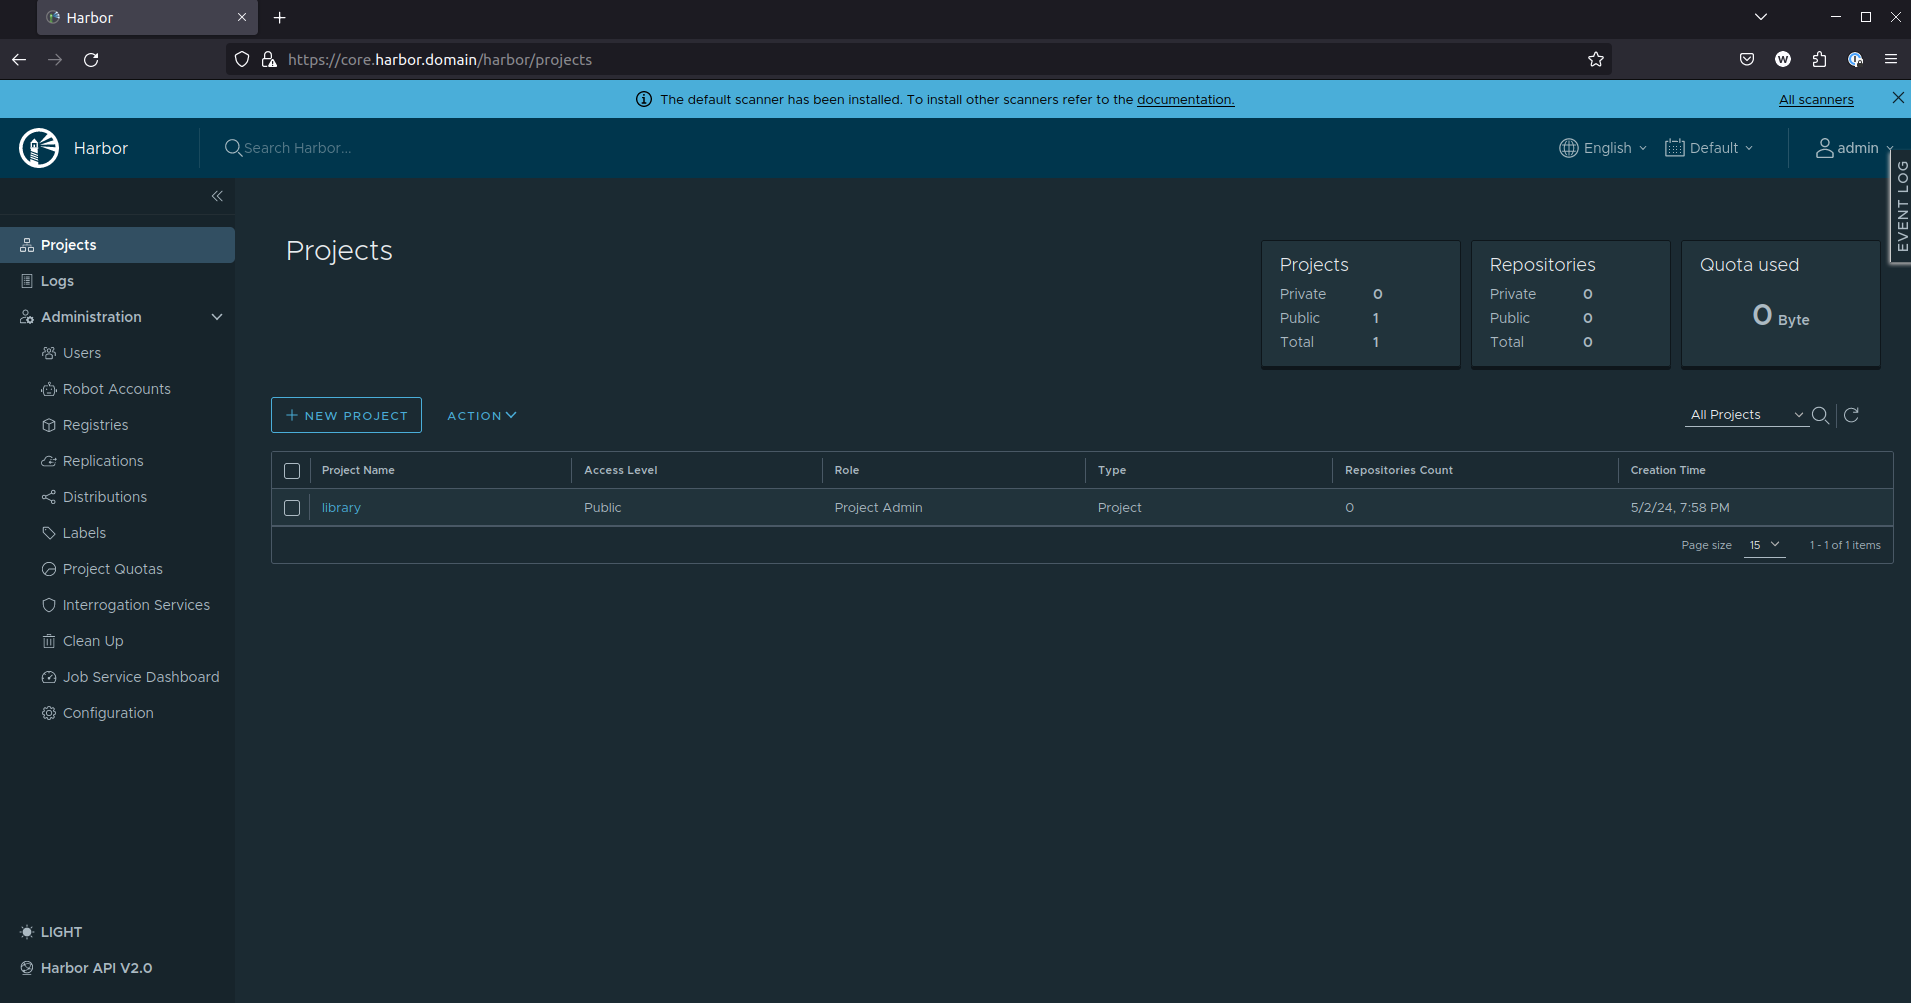 Harbor
https://core.harbor.domain/harbor/projects
W
The default scanner has been installed. To install other scanners refer to the documentation.
All scanners
Harbor
Search Harbor...
English
Default
admin
EVENT LOG
Projects
Logs
Administration
Users
Robot Accounts
Registries
Replications
Distributions
Labels
Project Quotas
Interrogation Services
Clean Up
Job Service Dashboard
Configuration
LIGHT
Harbor API V2.0
Projects
Projects
Private 0
Public 1
Total 1
Repositories
Private 0
Public 0
Total 0
Quota used
0 Byte
+ NEW PROJECT
ACTION
All Projects
Project Name Access Level Role Type Repositories Count Creation Time
library Public Project Admin Project 0 5/2/24, 7:58 PM
Page size 15 1 - 1 of 1 items